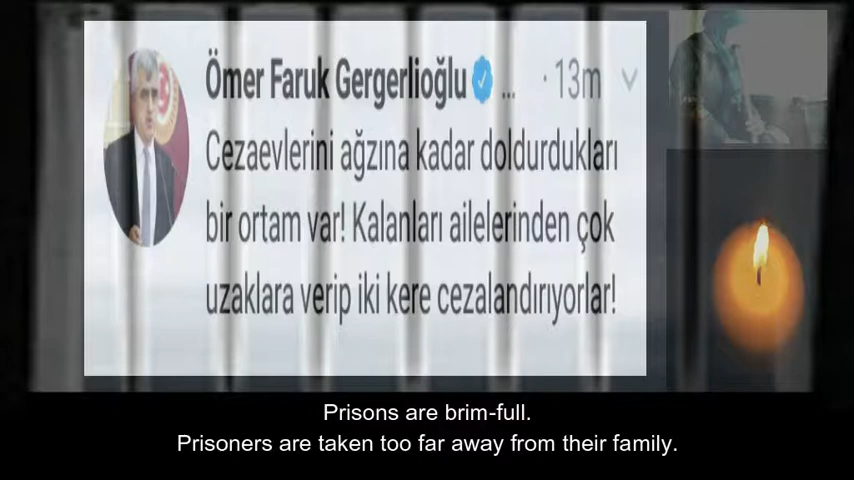 Ömer Faruk Gergerlioğlu ... · 13m
Cezaevlerini ağzına kadar doldurdukları
bir ortam var! Kalanları ailelerinden çok
uzaklara verip iki kere cezalandırıyorlar!
Prisons are brim-full.
Prisoners are taken too far away from their family.